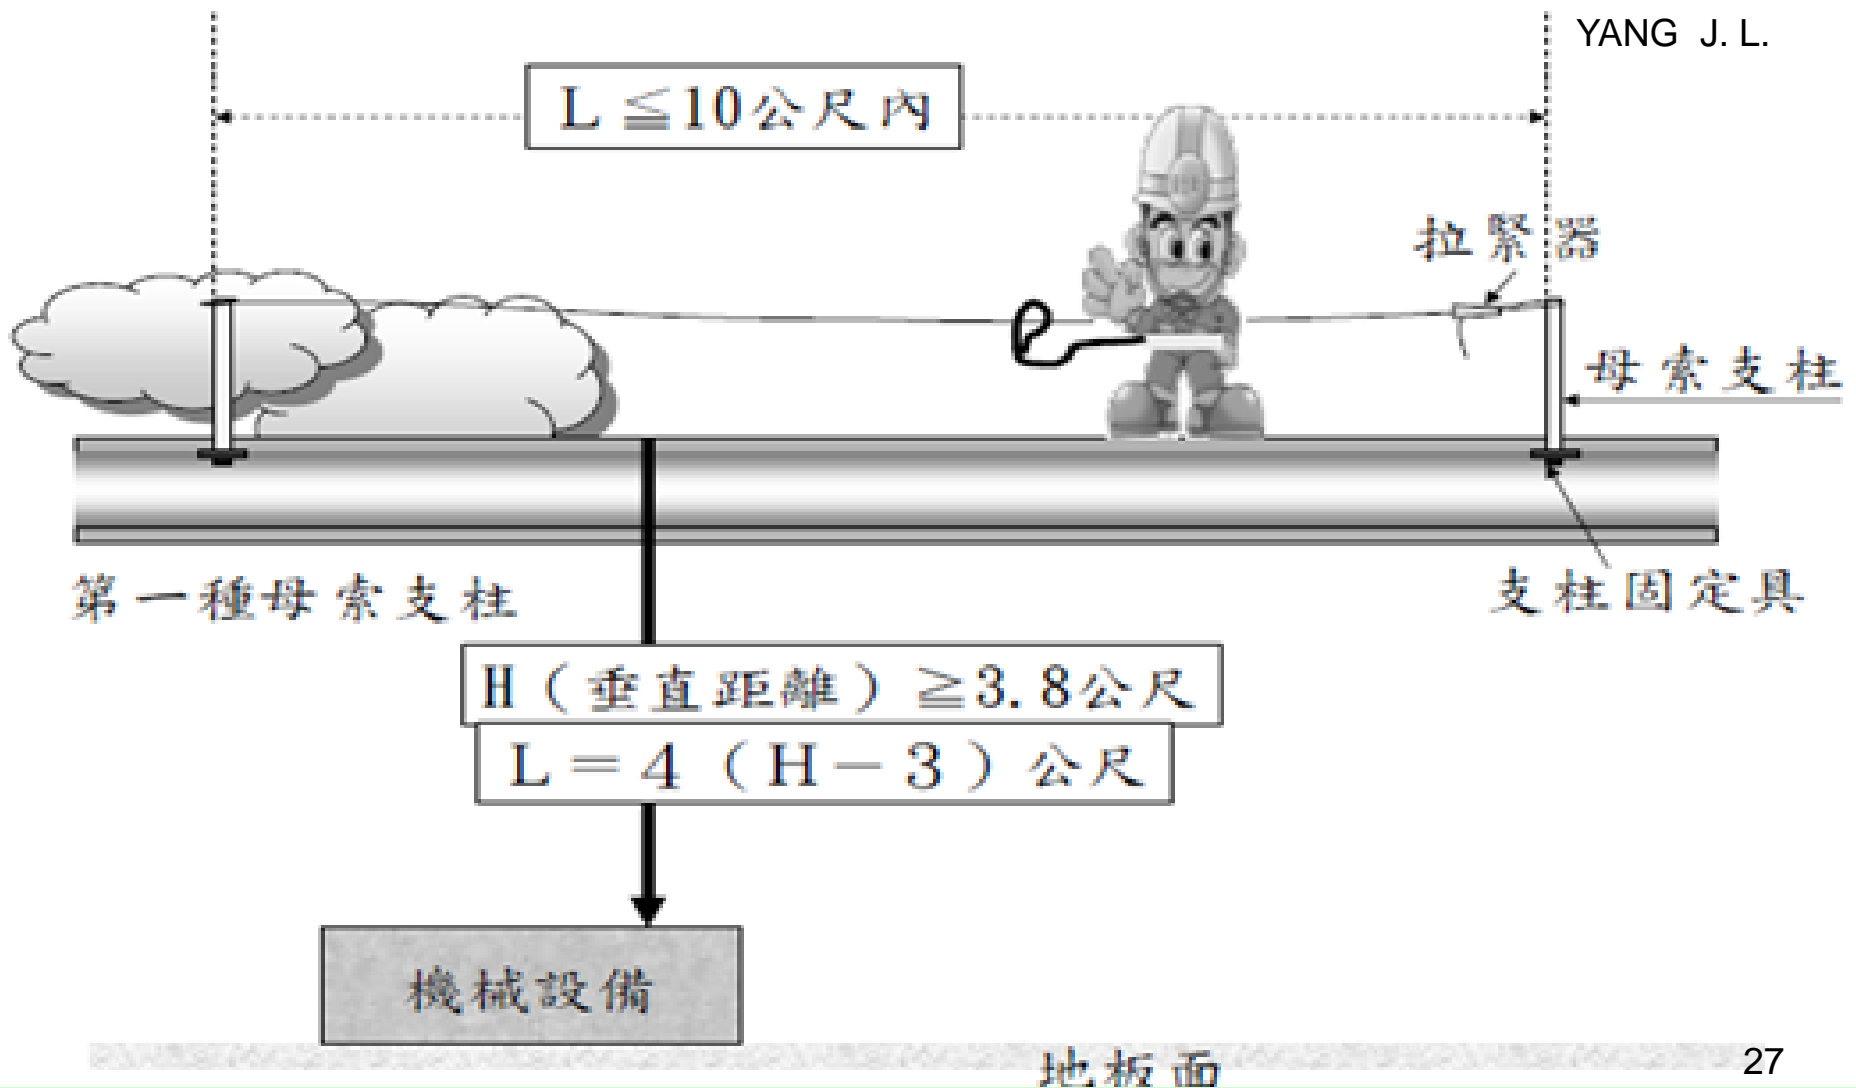 YANG J. L.
L≦10公尺內
拉緊器
母索支柱
第一種母索支柱
支柱固定具
H（垂直距離）≧3.8公尺
L＝4（H－3）公尺
機械設備
地板面
27